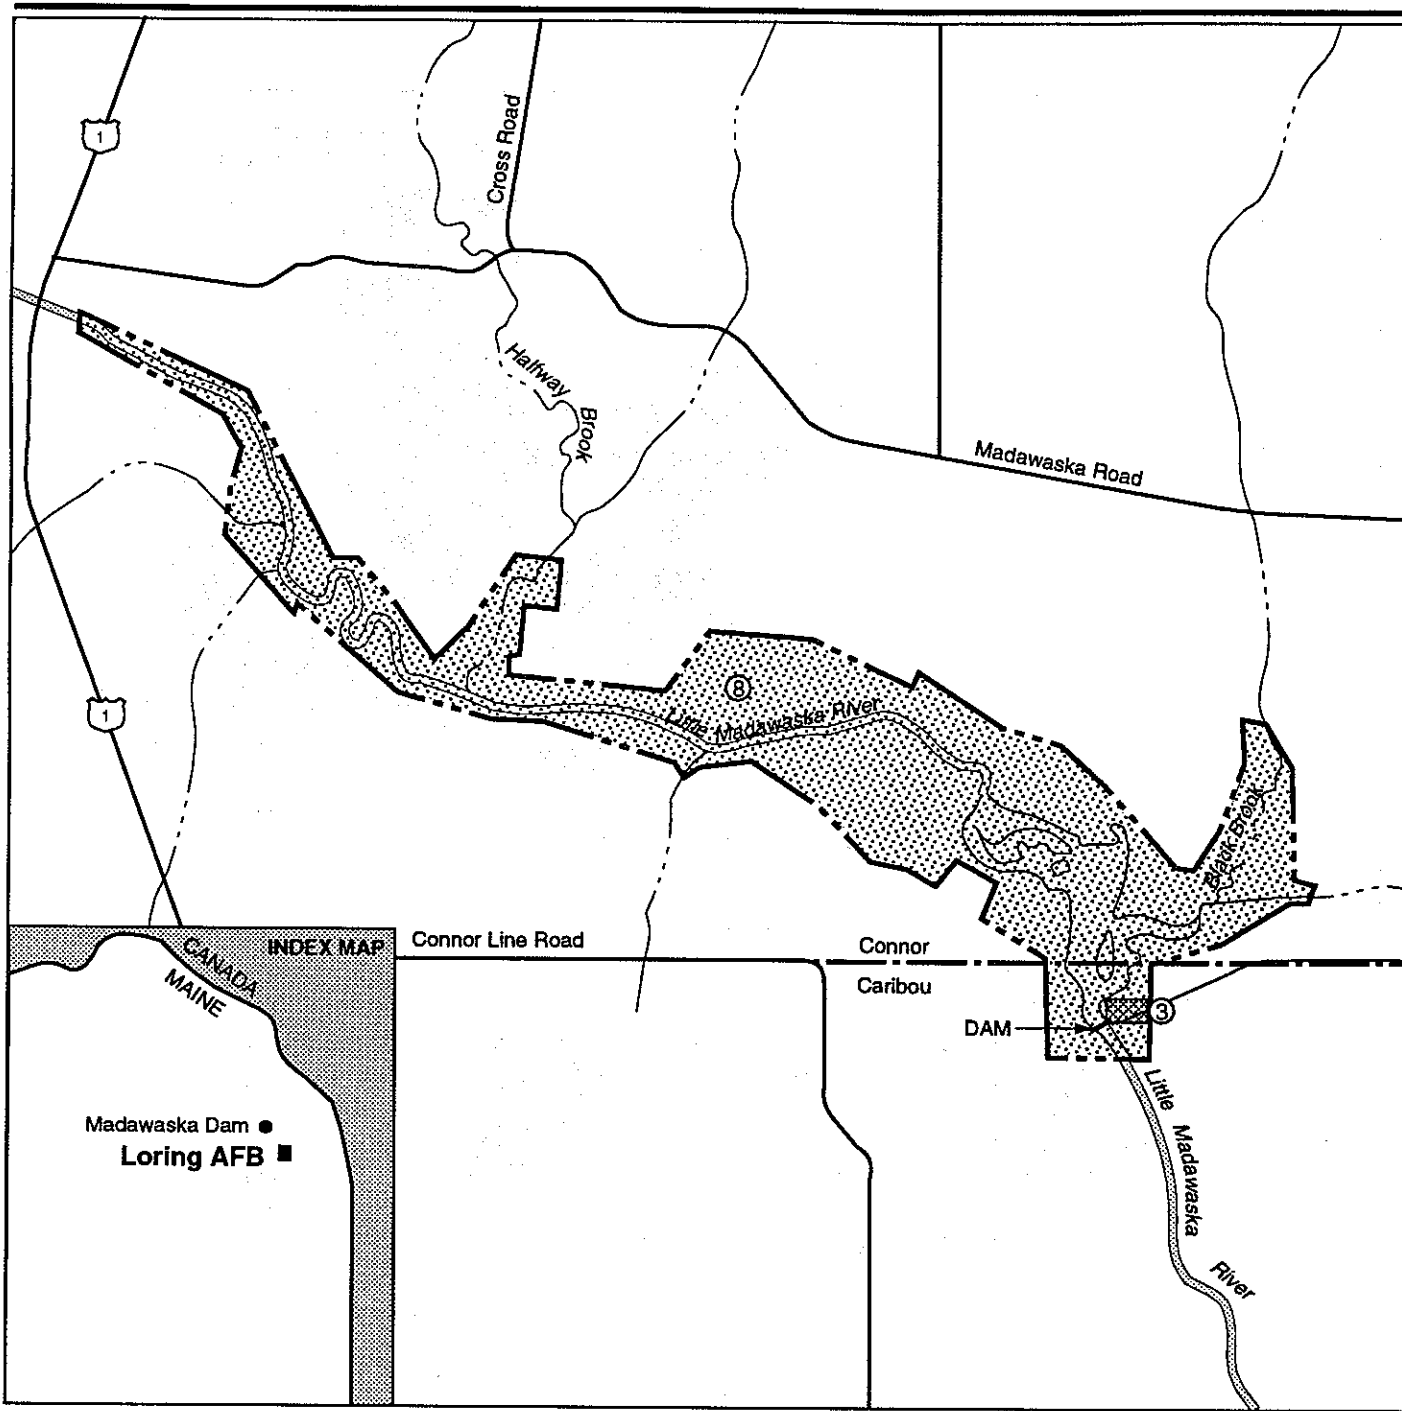 1
Cross Road
Halfway
Brook
Madawaska Road
1
8
Little Madawaska River
Black Brook
INDEX MAP
CANADA
MAINE
Madawaska Dam
Loring AFB
Connor Line Road
Connor
Caribou
3
DAM
Little Madawaska River